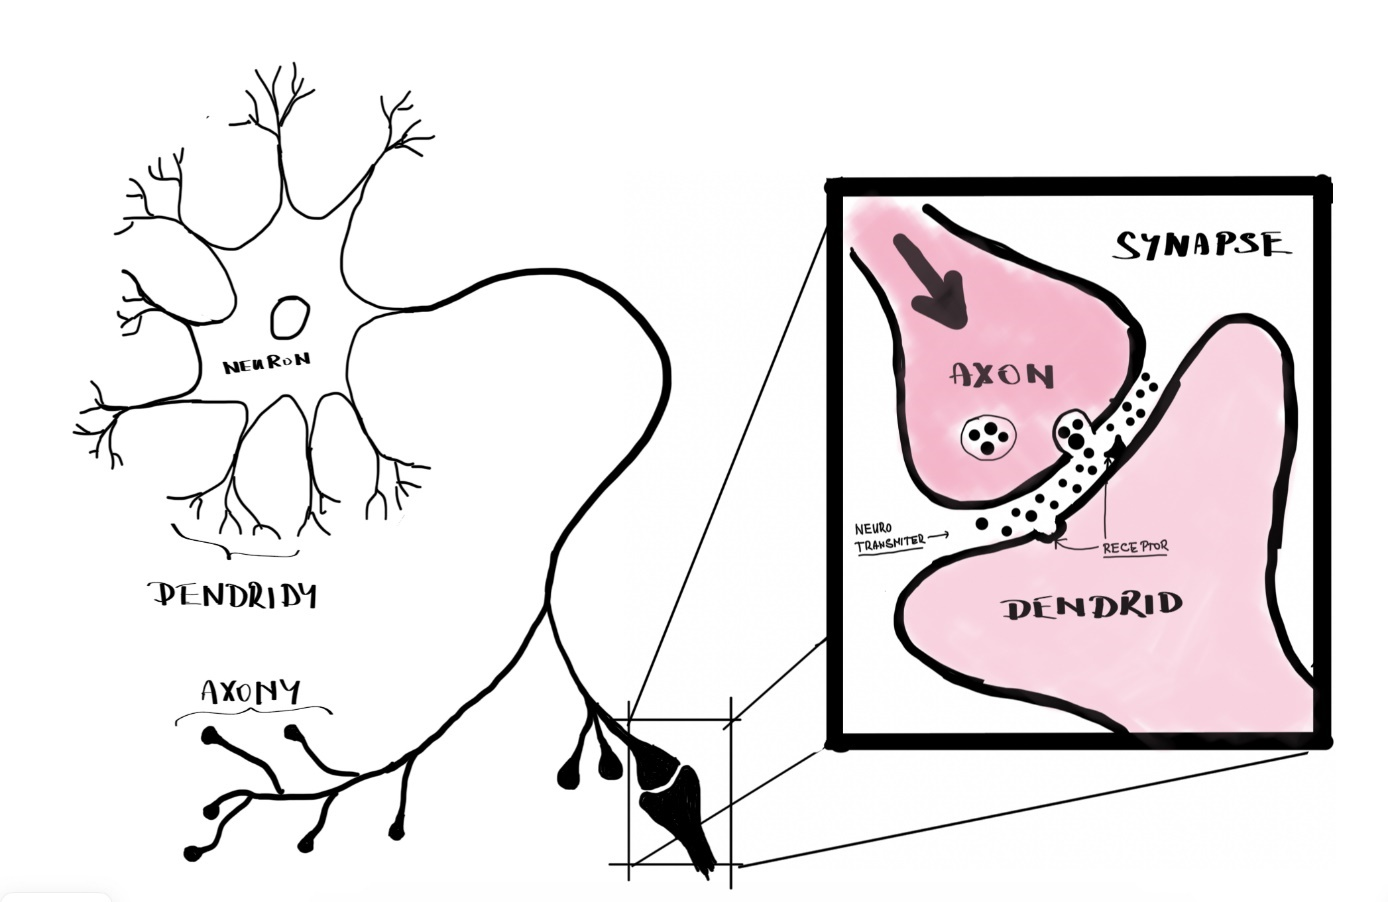 NEURON
DENDRIDY
AXONY
SYNAPSE
AXON
NEURO
TRANSMITER
RECEPTOR
DENDRID